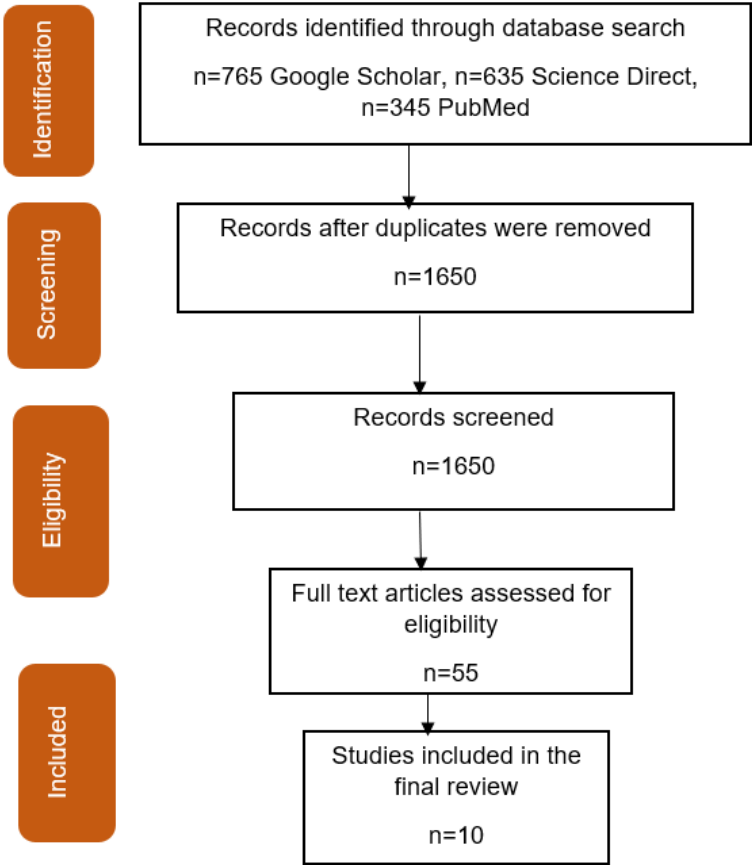 Identification
Records identified through database search
n=765 Google Scholar, n=635 Science Direct,
n=345 PubMed
Screening
Records after duplicates were removed
n=1650
Eligibility
Records screened
n=1650
Full text articles assessed for
eligibility
n=55
Included
Studies included in the
final review
n=10